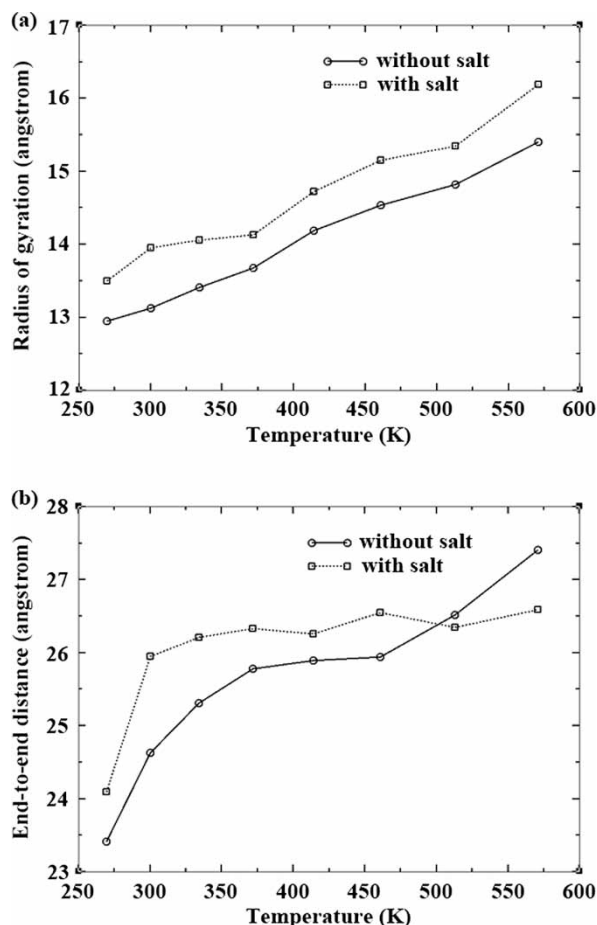 (a)
17
16
15
14
13
12
Radius of gyration (angstrom)
without salt
with salt
250 300 350 400 450 500 550 600
Temperature (K)
(b)
28
27
26
25
24
23
End-to-end distance (angstrom)
without salt
with salt
250 300 350 400 450 500 550 600
Temperature (K)